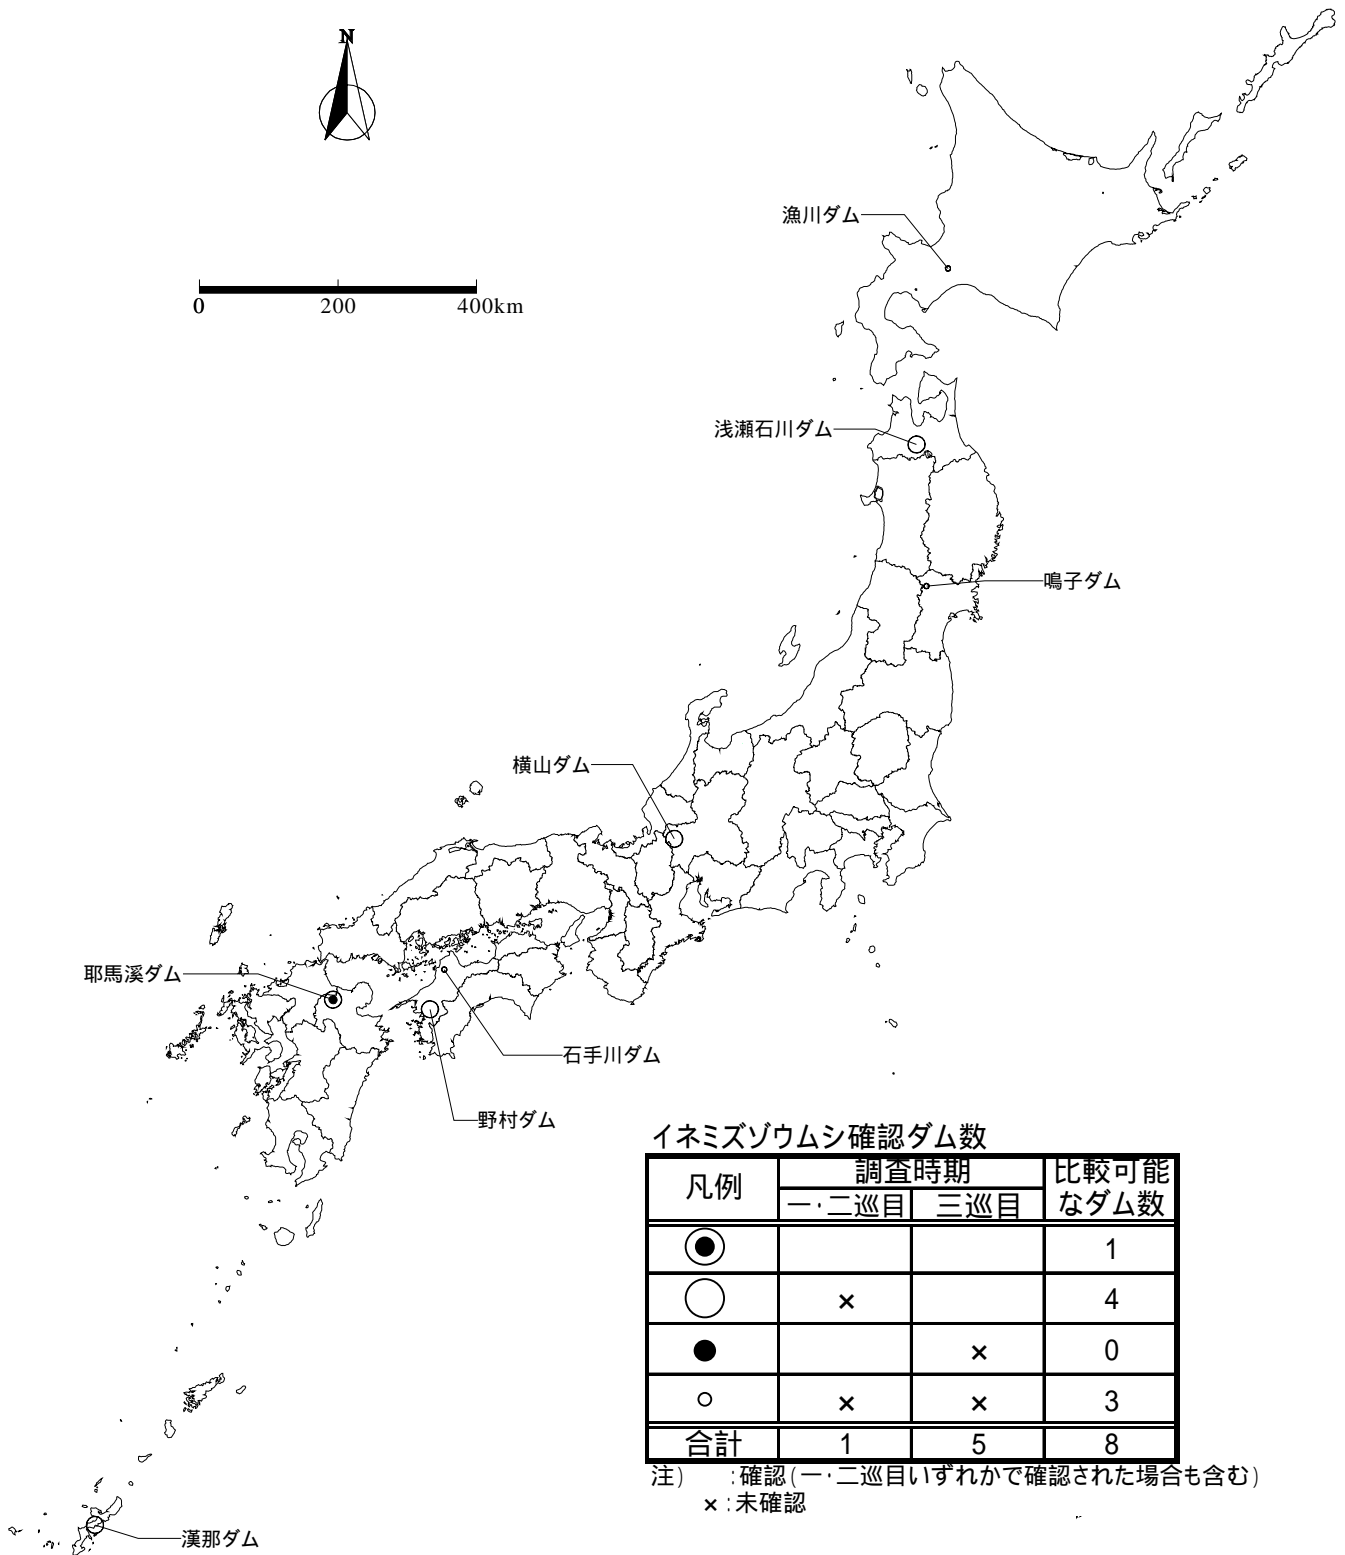 N
0 200 400km
漁川ダム
浅瀬石川ダム
鳴子ダム
横山ダム
耶馬溪ダム
石手川ダム
野村ダム
漢那ダム
イネミズゾウムシ確認ダム数
凡例 調査時期 比較可能
一・二巡目 三巡目 なダム数
1
× 4
× 0
× × 3
合計 1 5 8
注) :確認(一・二巡目いずれかで確認された場合も含む)
×:未確認